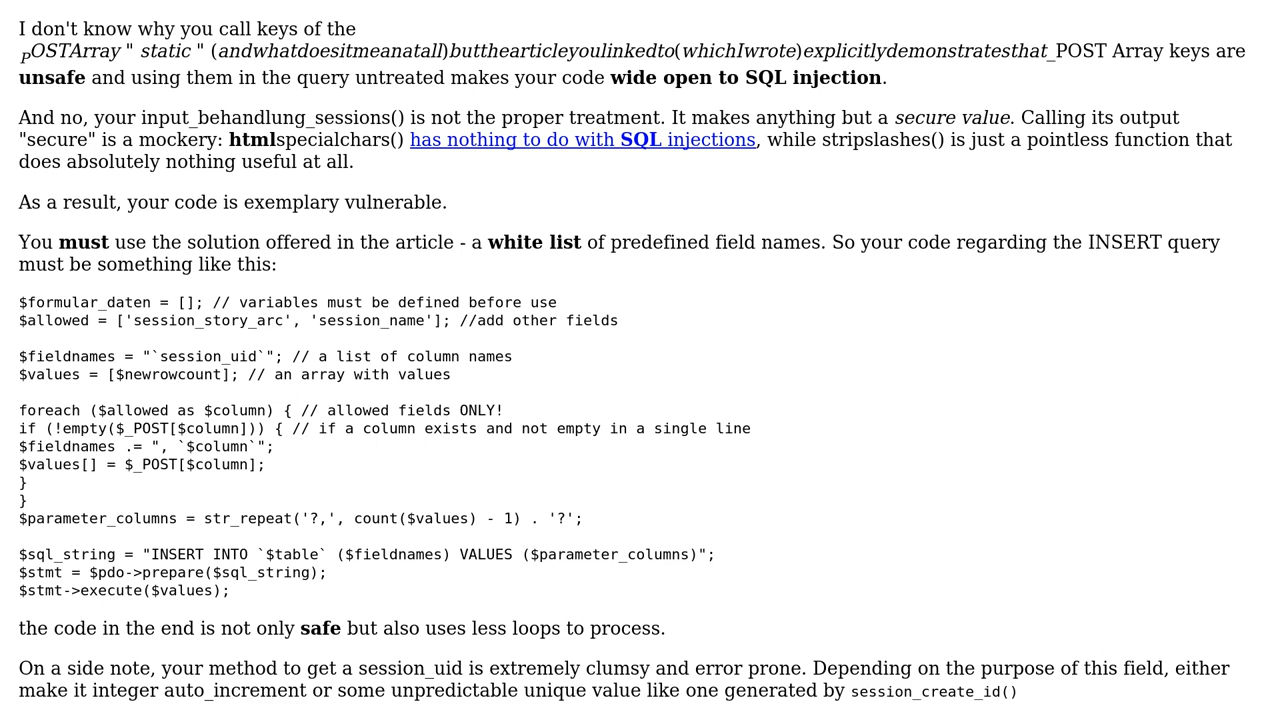 I don't know why you call keys of the
POSTArray " static " (andwhatdoesitmeanatall)butthearticleyoulinkedto(whichIwrote)explicitlydemonstratesthat_POST Array keys are
unsafe and using them in the query untreated makes your code wide open to SQL injection.
And no, your input_behandlung_sessions() is not the proper treatment. It makes anything but a secure value. Calling its output
"secure" is a mockery: htmlspecialchars() has nothing to do with SQL injections, while stripslashes() is just a pointless function that
does absolutely nothing useful at all.
As a result, your code is exemplary vulnerable.
You must use the solution offered in the article - a white list of predefined field names. So your code regarding the INSERT query
must be something like this:
$formular_daten = []; // variables must be defined before use
$allowed = ['session_story_arc', 'session_name']; //add other fields
$fieldnames = "`session_uid`"; // a list of column names
$values = [$newrowcount]; // an array with values
foreach ($allowed as $column) { // allowed fields ONLY!
if (!empty($_POST[$column])) { // if a column exists and not empty in a single line
$fieldnames .= ", `$column`";
$values[] = $_POST[$column];
}
}
$parameter_columns = str_repeat('?,', count($values) - 1) . '?';
$sql_string = "INSERT INTO `$table` ($fieldnames) VALUES ($parameter_columns)";
$stmt = $pdo->prepare($sql_string);
$stmt->execute($values);
the code in the end is not only safe but also uses less loops to process.
On a side note, your method to get a session_uid is extremely clumsy and error prone. Depending on the purpose of this field, either
make it integer auto_increment or some unpredictable unique value like one generated by session_create_id()